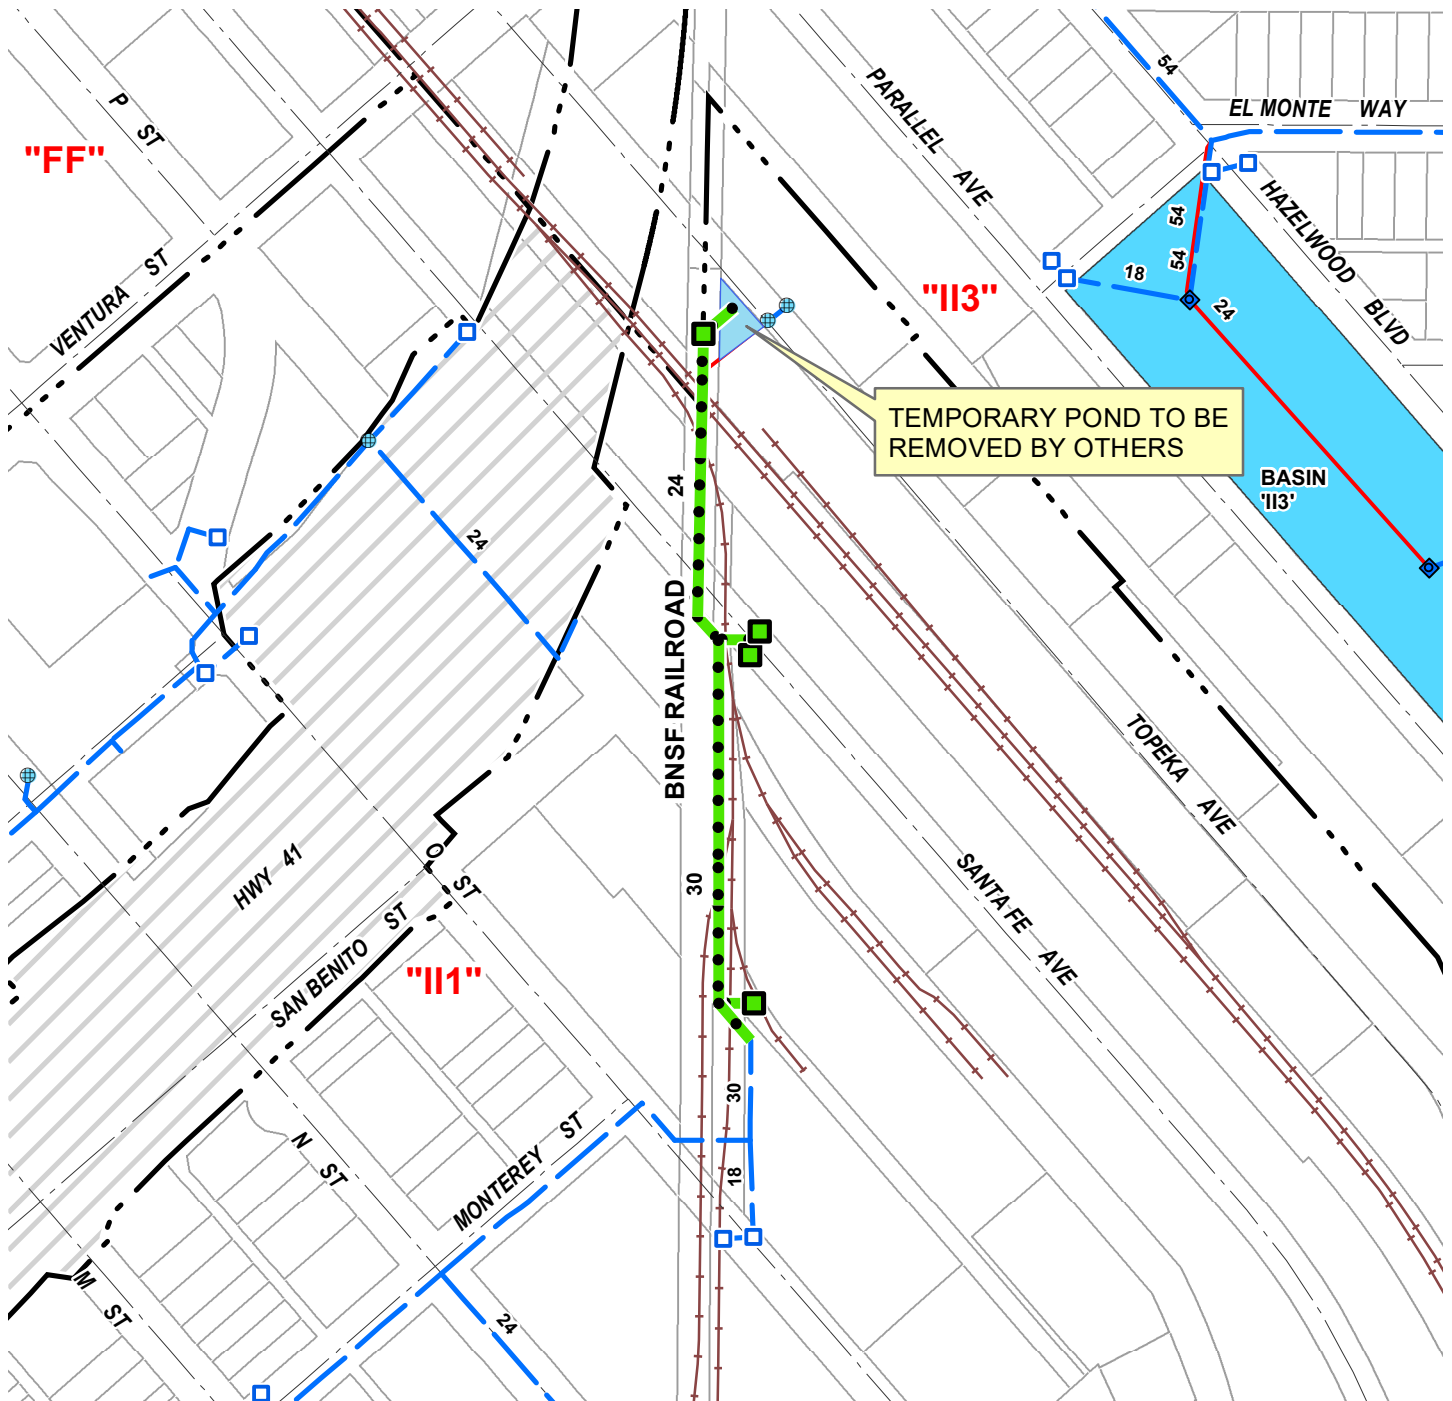 54
EL MONTE WAY
P ST
PARALLEL AVE
"FF"
HAZELWOOD BLVD
54
54
18
24
VENTURA ST
"II3"
TEMPORARY POND TO BE
REMOVED BY OTHERS
BASIN
'II3'
24
24
BNSF RAILROAD
TOPEKA AVE
HWY 41
O ST
30
SANTA FE AVE
SAN BENITO ST
"II1"
30
N ST
MONTEREY ST
18
M ST
24